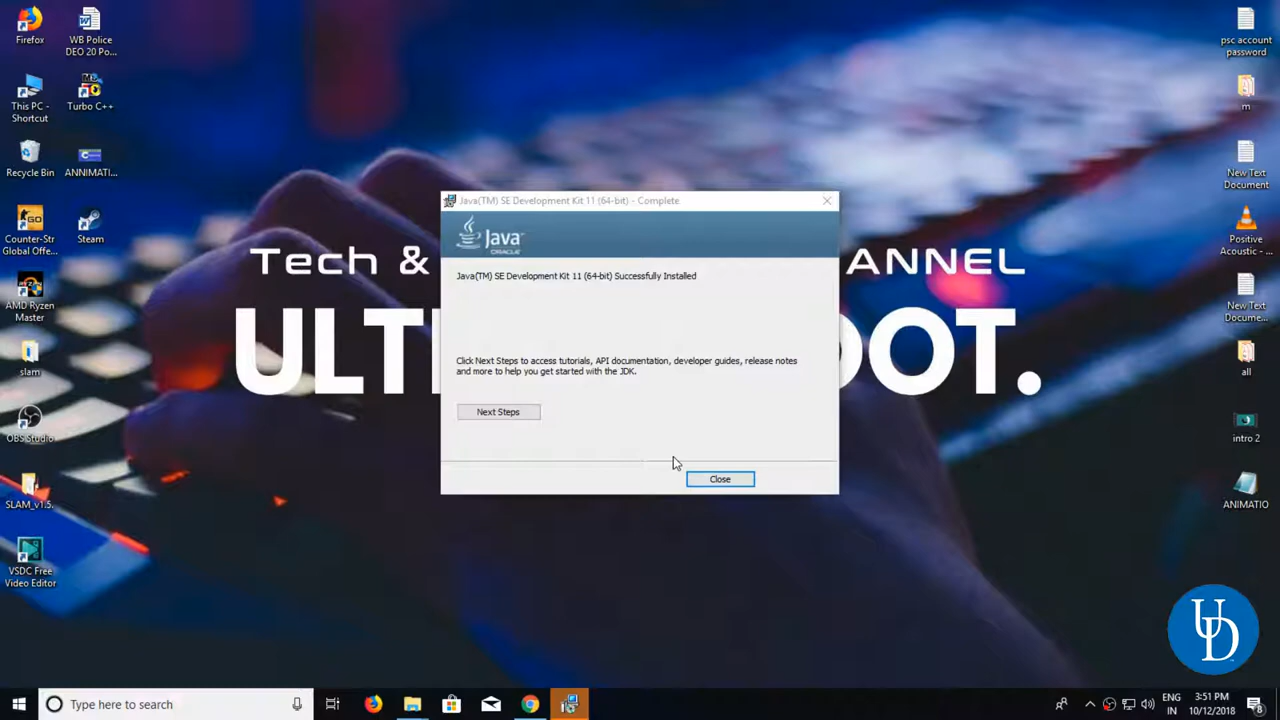 Firefox
WB Police
DEO 20 Po...
This PC -
Shortcut
Turbo C++
Recycle Bin
ANNIMATI...
Counter-Str
Global Offe...
Steam
AMD Ryzen
Master
slam
OBS Studio
SLAM_v1.5.
VSDC Free
Video Editor
Tech &
ANNEL
ULT
OOT.
Java(TM) SE Development Kit 11 (64-bit) - Complete
Java
ORACLE
Java(TM) SE Development Kit 11 (64-bit) Successfully Installed
Click Next Steps to access tutorials, API documentation, developer guides, release notes
and more to help you get started with the JDK.
Next Steps
Close
psc account
password
m
New Text
Document
Positive
Acoustic - ...
New Text
Docume...
all
intro 2
ANIMATIO
UD
Type here to search
ENG
IN
3:51 PM
10/12/2018
8